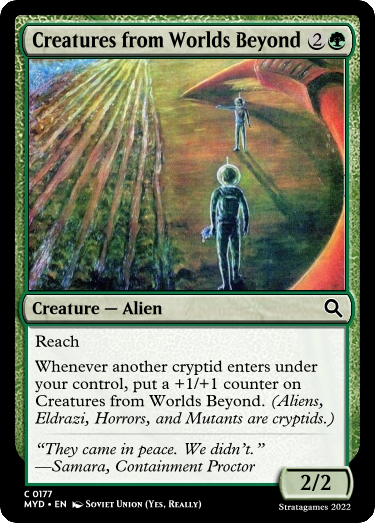 Creatures from Worlds Beyond 2
Creature — Alien
Reach
Whenever another cryptid enters under
your control, put a +1/+1 counter on
Creatures from Worlds Beyond. (Aliens,
Eldrazi, Horrors, and Mutants are cryptids.)
“They came in peace. We didn’t.”
—Samara, Containment Proctor
2/2
C 0177
MYD • EN Soviet Union (Yes, Really)
Stratagames 2022